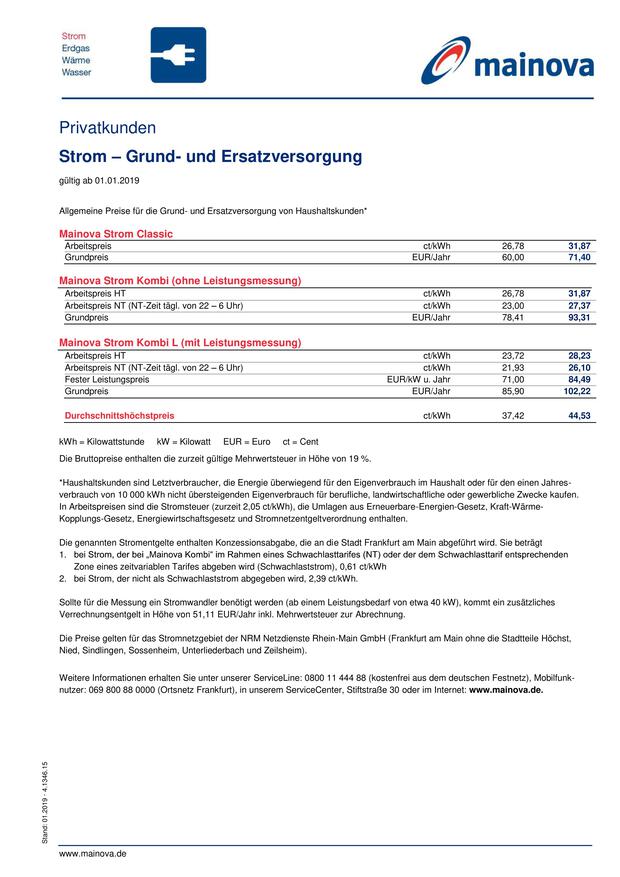 Strom
Erdgas
Wärme
Wasser
mainova
Privatkunden
Strom – Grund- und Ersatzversorgung
gültig ab 01.01.2019
Allgemeine Preise für die Grund- und Ersatzversorgung von Haushaltskunden*
Mainova Strom Classic
Arbeitspreis ct/kWh 26,78 31,87
Grundpreis EUR/Jahr 60,00 71,40
Mainova Strom Kombi (ohne Leistungsmessung)
Arbeitspreis HT ct/kWh 26,78 31,87
Arbeitspreis NT (NT-Zeit tägl. von 22 – 6 Uhr) ct/kWh 23,00 27,37
Grundpreis EUR/Jahr 78,41 93,31
Mainova Strom Kombi L (mit Leistungsmessung)
Arbeitspreis HT ct/kWh 23,72 28,23
Arbeitspreis NT (NT-Zeit tägl. von 22 – 6 Uhr) ct/kWh 21,93 26,10
Fester Leistungspreis EUR/kW u. Jahr 71,00 84,49
Grundpreis EUR/Jahr 85,90 102,22
Durchschnittshöchstpreis ct/kWh 37,42 44,53
kWh = Kilowattstunde kW = Kilowatt EUR = Euro ct = Cent
Die Bruttopreise enthalten die zurzeit gültige Mehrwertsteuer in Höhe von 19 %.
*Haushaltskunden sind Letztverbraucher, die Energie überwiegend für den Eigenverbrauch im Haushalt oder für den einen Jahres-
verbrauch von 10 000 kWh nicht übersteigenden Eigenverbrauch für berufliche, landwirtschaftliche oder gewerbliche Zwecke kaufen.
In Arbeitspreisen sind die Stromsteuer (zurzeit 2,05 ct/kWh), die Umlagen aus Erneuerbare-Energien-Gesetz, Kraft-Wärme-
Kopplungs-Gesetz, Energiewirtschaftsgesetz und Stromnetzentgeltverordnung enthalten.
Die genannten Stromentgelte enthalten Konzessionsabgabe, die an die Stadt Frankfurt am Main abgeführt wird. Sie beträgt
1. bei Strom, der bei „Mainova Kombi“ im Rahmen eines Schwachlasttarifes (NT) oder der dem Schwachlasttarif entsprechenden
Zone eines zeitvariablen Tarifes abgeben wird (Schwachlaststrom), 0,61 ct/kWh
2. bei Strom, der nicht als Schwachlaststrom abgegeben wird, 2,39 ct/kWh.
Sollte für die Messung ein Stromwandler benötigt werden (ab einem Leistungsbedarf von etwa 40 kW), kommt ein zusätzliches
Verrechnungsentgelt in Höhe von 51,11 EUR/Jahr inkl. Mehrwertsteuer zur Abrechnung.
Die Preise gelten für das Stromnetzgebiet der NRM Netzdienste Rhein-Main GmbH (Frankfurt am Main ohne die Stadtteile Höchst,
Nied, Sindlingen, Sossenheim, Unterliederbach und Zeilsheim).
Weitere Informationen erhalten Sie unter unserer ServiceLine: 0800 11 444 88 (kostenfrei aus dem deutschen Festnetz), Mobilfunk-
nutzer: 069 800 88 0000 (Ortsnetz Frankfurt), in unserem ServiceCenter, Stiftstraße 30 oder im Internet: www.mainova.de.
Stand: 01.2019 - 4.1346.15
www.mainova.de